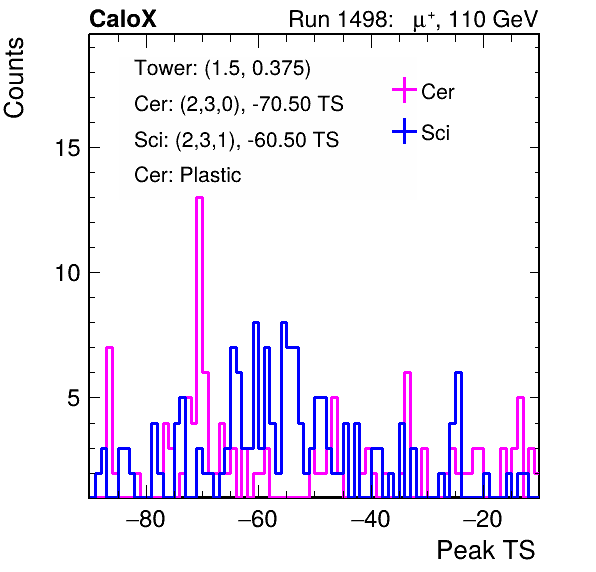 CaloX Run 1498: μ⁺, 110 GeV
Counts
Tower: (1.5, 0.375)
Cer: (2,3,0), -70.50 TS
Sci: (2,3,1), -60.50 TS
Cer: Plastic
Cer
Sci
15
10
5
−80 −60 −40 −20
Peak TS